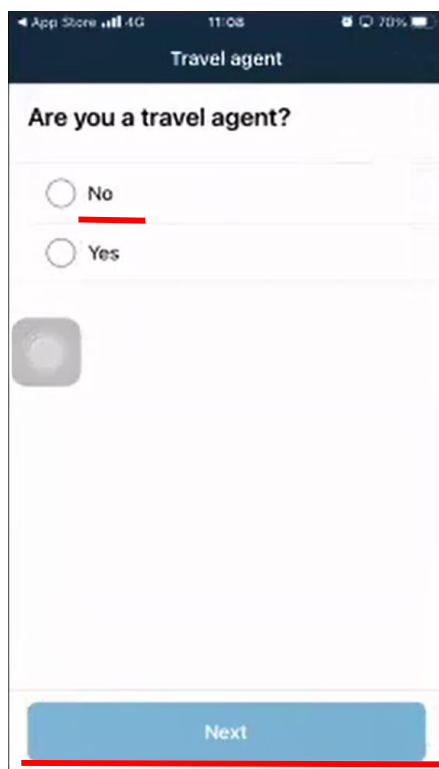 App Store 4G 11:08 70%
Travel agent
Are you a travel agent?
No
Yes
Next